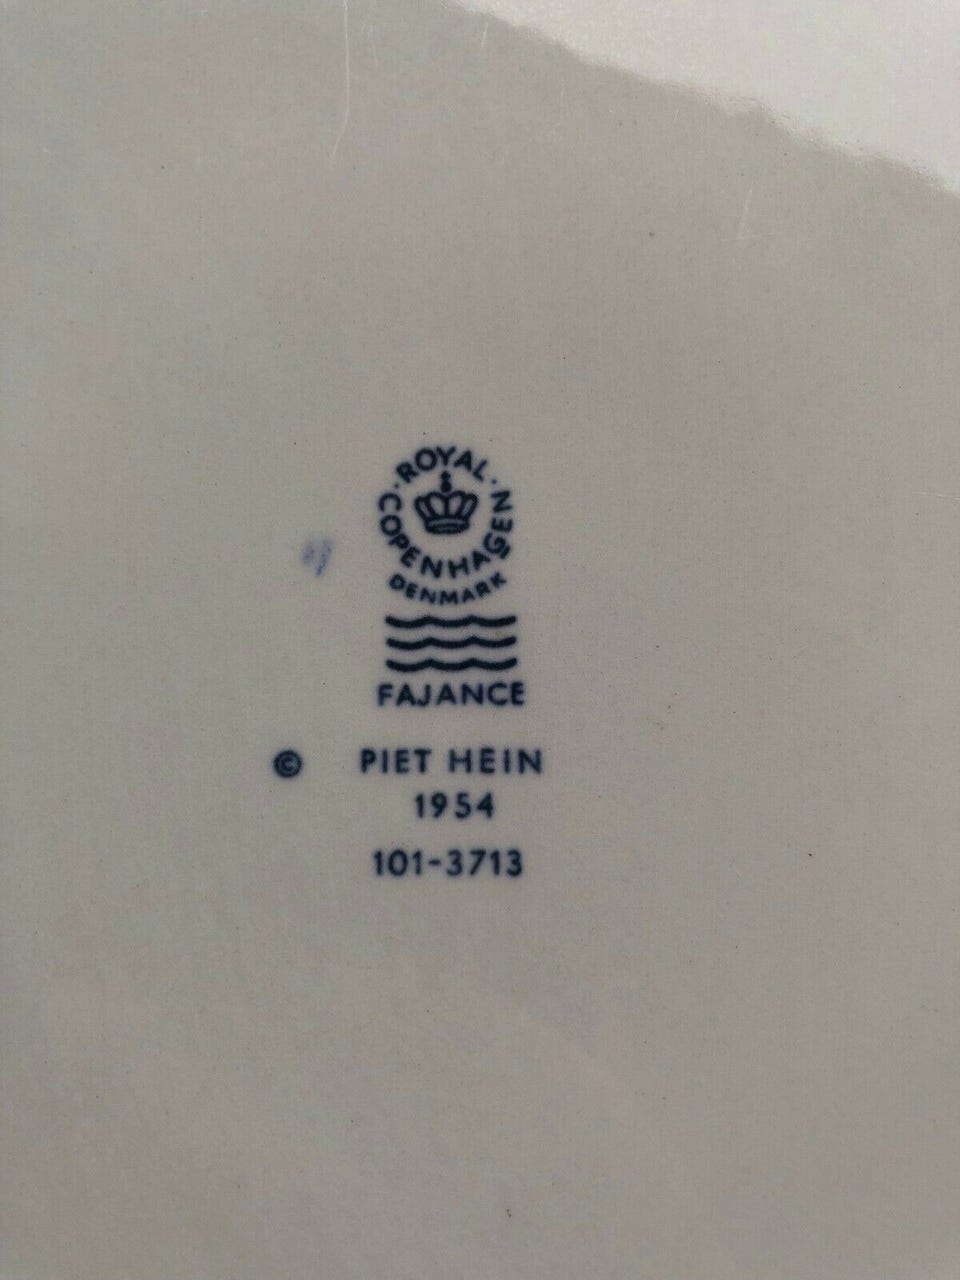 ROYAL
COPENHAGEN
DENMARK
FAJANCE
© PIET HEIN
1954
101-3713